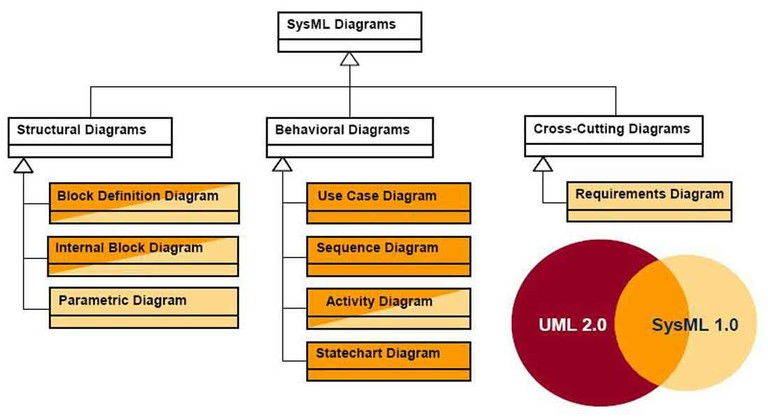 SysML Diagrams
Structural Diagrams
Behavioral Diagrams
Cross-Cutting Diagrams
Block Definition Diagram
Internal Block Diagram
Parametric Diagram
Use Case Diagram
Sequence Diagram
Activity Diagram
Statechart Diagram
Requirements Diagram
UML 2.0
SysML 1.0